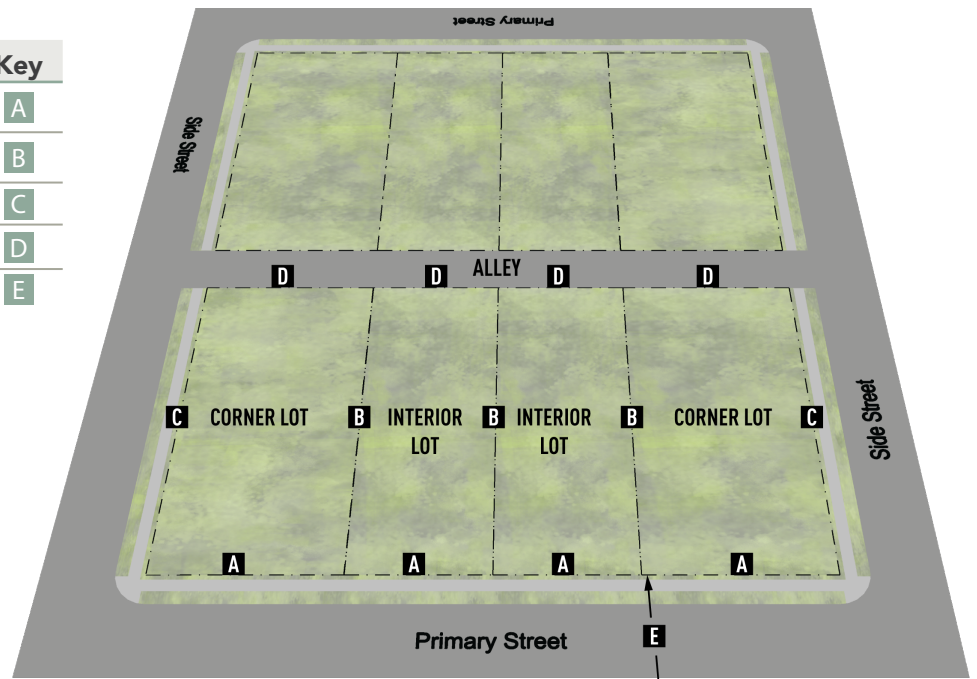 Primary Street
Key
A
B
C
D
E
Side Street
ALLEY
D
D
D
D
C
CORNER LOT
B
INTERIOR
LOT
B
INTERIOR
LOT
B
CORNER LOT
C
Side Street
A
A
A
A
Primary Street
E